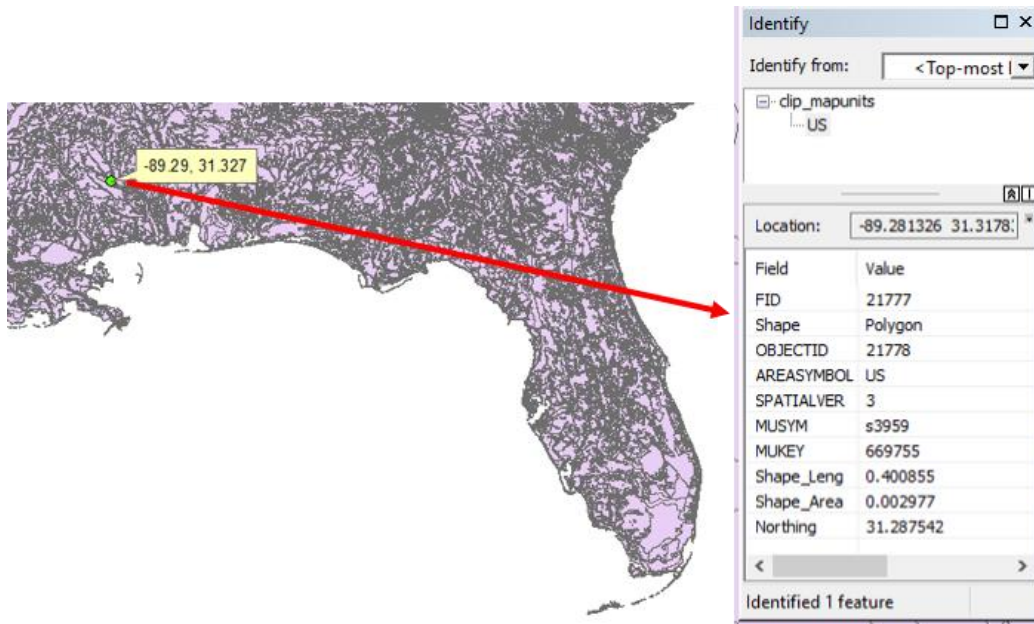 -89.29, 31.327
Identify
Identify from: <Top-most l
clip_mapunits
US
Location: -89.281326 31.3178
Field Value
FID 21777
Shape Polygon
OBJECTID 21778
AREASYMBOL US
SPATIALVER 3
MUSYM s3959
MUKEY 669755
Shape_Leng 0.400855
Shape_Area 0.002977
Northing 31.287542
Identified 1 feature